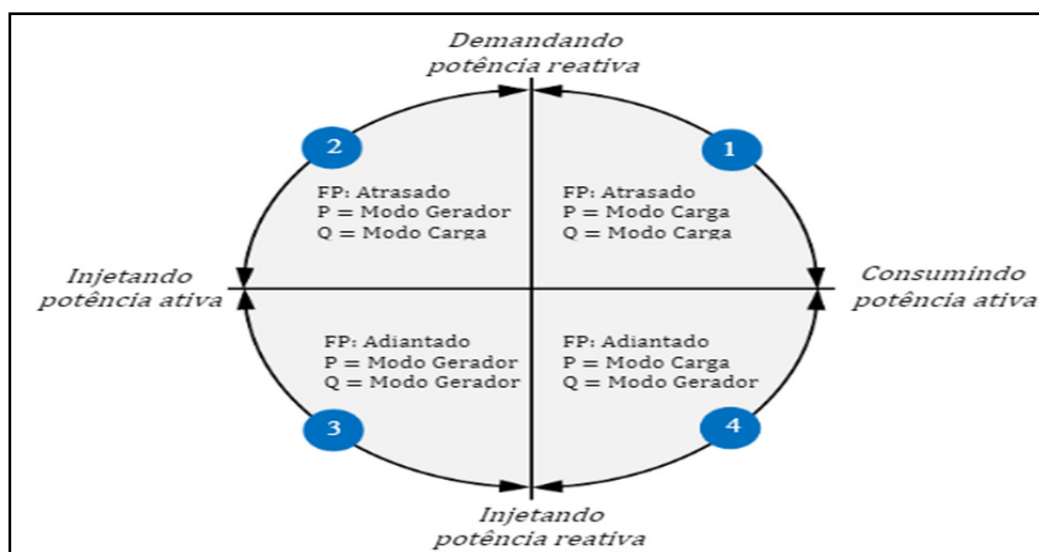 Demandando
potência reativa
2
1
FP: Atrasado
P = Modo Gerador
Q = Modo Carga
FP: Atrasado
P = Modo Carga
Q = Modo Carga
Injetando
potência ativa
Consumindo
potência ativa
FP: Adiantado
P = Modo Gerador
Q = Modo Gerador
FP: Adiantado
P = Modo Carga
Q = Modo Gerador
3
4
Injetando
potência reativa